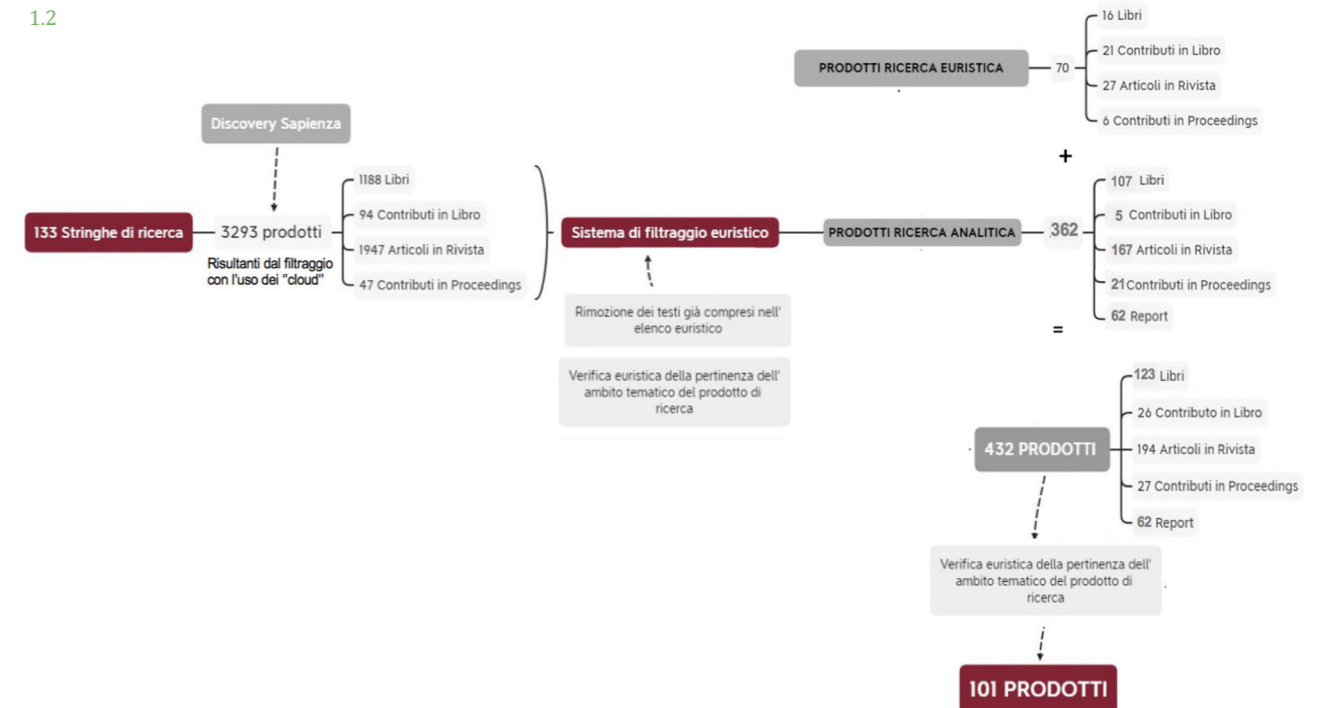 1.2
Discovery Sapienza
133 Stringhe di ricerca
3293 prodotti
Risultanti dal filtraggio
con l'uso dei "cloud"
1188 Libri
94 Contributi in Libro
1947 Articoli in Rivista
47 Contributi in Proceedings
Sistema di filtraggio euristico
Rimozione dei testi già compresi nell'
elenco euristico
Verifica euristica della pertinenza dell'
ambito tematico del prodotto di
ricerca
PRODOTTI RICERCA EURISTICA
70
16 Libri
21 Contributi in Libro
27 Articoli in Rivista
6 Contributi in Proceedings
+
PRODOTTI RICERCA ANALITICA
362
107 Libri
5 Contributi in Libro
167 Articoli in Rivista
21 Contributi in Proceedings
62 Report
=
432 PRODOTTI
123 Libri
26 Contributo in Libro
194 Articoli in Rivista
27 Contributi in Proceedings
62 Report
Verifica euristica della pertinenza dell'
ambito tematico del prodotto di
ricerca
101 PRODOTTI